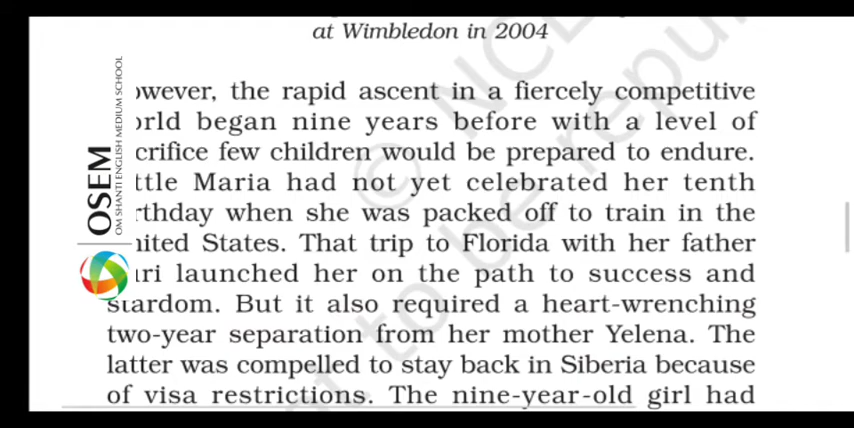 at Wimbledon in 2004
owever, the rapid ascent in a fiercely competitive
orld began nine years before with a level of
crifice few children would be prepared to endure.
ttle Maria had not yet celebrated her tenth
rthday when she was packed off to train in the
nited States. That trip to Florida with her father
uri launched her on the path to success and
stardom. But it also required a heart-wrenching
two-year separation from her mother Yelena. The
latter was compelled to stay back in Siberia because
of visa restrictions. The nine-year-old girl had
OSEM
OM SHANTI ENGLISH MEDIUM SCHOOL
© NCE
t to be repu